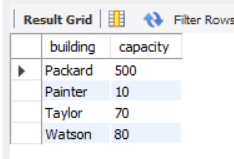 Result Grid Filter Rows
building capacity
Packard 500
Painter 10
Taylor 70
Watson 80